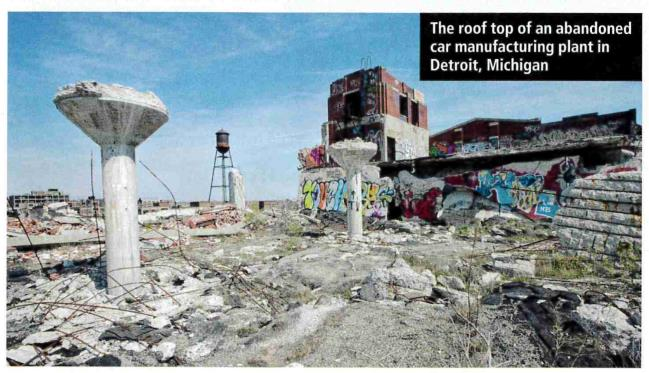 The roof top of an abandoned
car manufacturing plant in
Detroit, Michigan